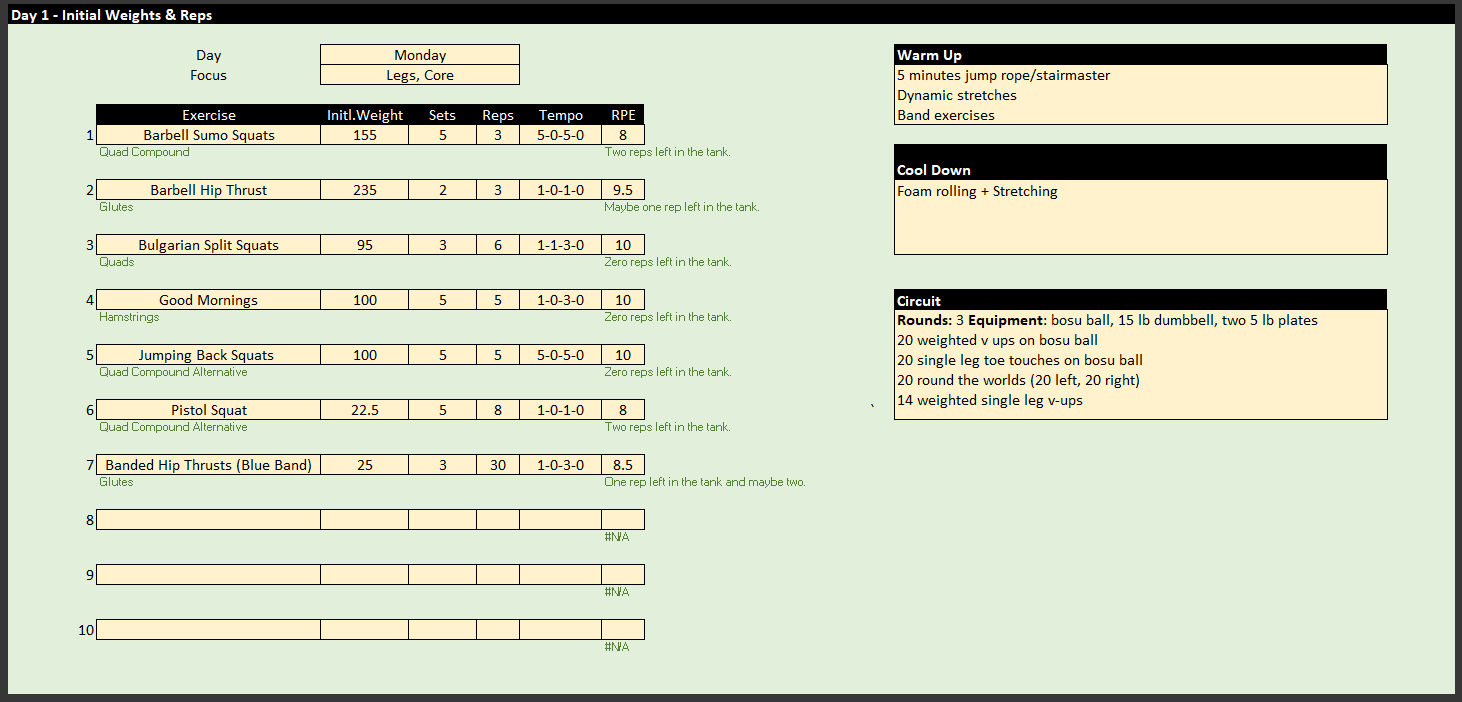 Day 1 - Initial Weights & Reps
Day Monday
Focus Legs, Core
Exercise Initl.Weight Sets Reps Tempo RPE
1 Barbell Sumo Squats 155 5 3 5-0-5-0 8
Quad Compound Two reps left in the tank.
2 Barbell Hip Thrust 235 2 3 1-0-1-0 9.5
Glutes Maybe one rep left in the tank.
3 Bulgarian Split Squats 95 3 6 1-1-3-0 10
Quads Zero reps left in the tank.
4 Good Mornings 100 5 5 1-0-3-0 10
Hamstrings Zero reps left in the tank.
5 Jumping Back Squats 100 5 5 5-0-5-0 10
Quad Compound Alternative Zero reps left in the tank.
6 Pistol Squat 22.5 5 8 1-0-1-0 8
Quad Compound Alternative Two reps left in the tank.
7 Banded Hip Thrusts (Blue Band) 25 3 30 1-0-3-0 8.5
Glutes One rep left in the tank and maybe two.
8
#N/A
9
#N/A
10
#N/A
Warm Up
5 minutes jump rope/stairmaster
Dynamic stretches
Band exercises
Cool Down
Foam rolling + Stretching
Circuit
Rounds: 3 Equipment: bosu ball, 15 lb dumbbell, two 5 lb plates
20 weighted v ups on bosu ball
20 single leg toe touches on bosu ball
20 round the worlds (20 left, 20 right)
` 14 weighted single leg v-ups